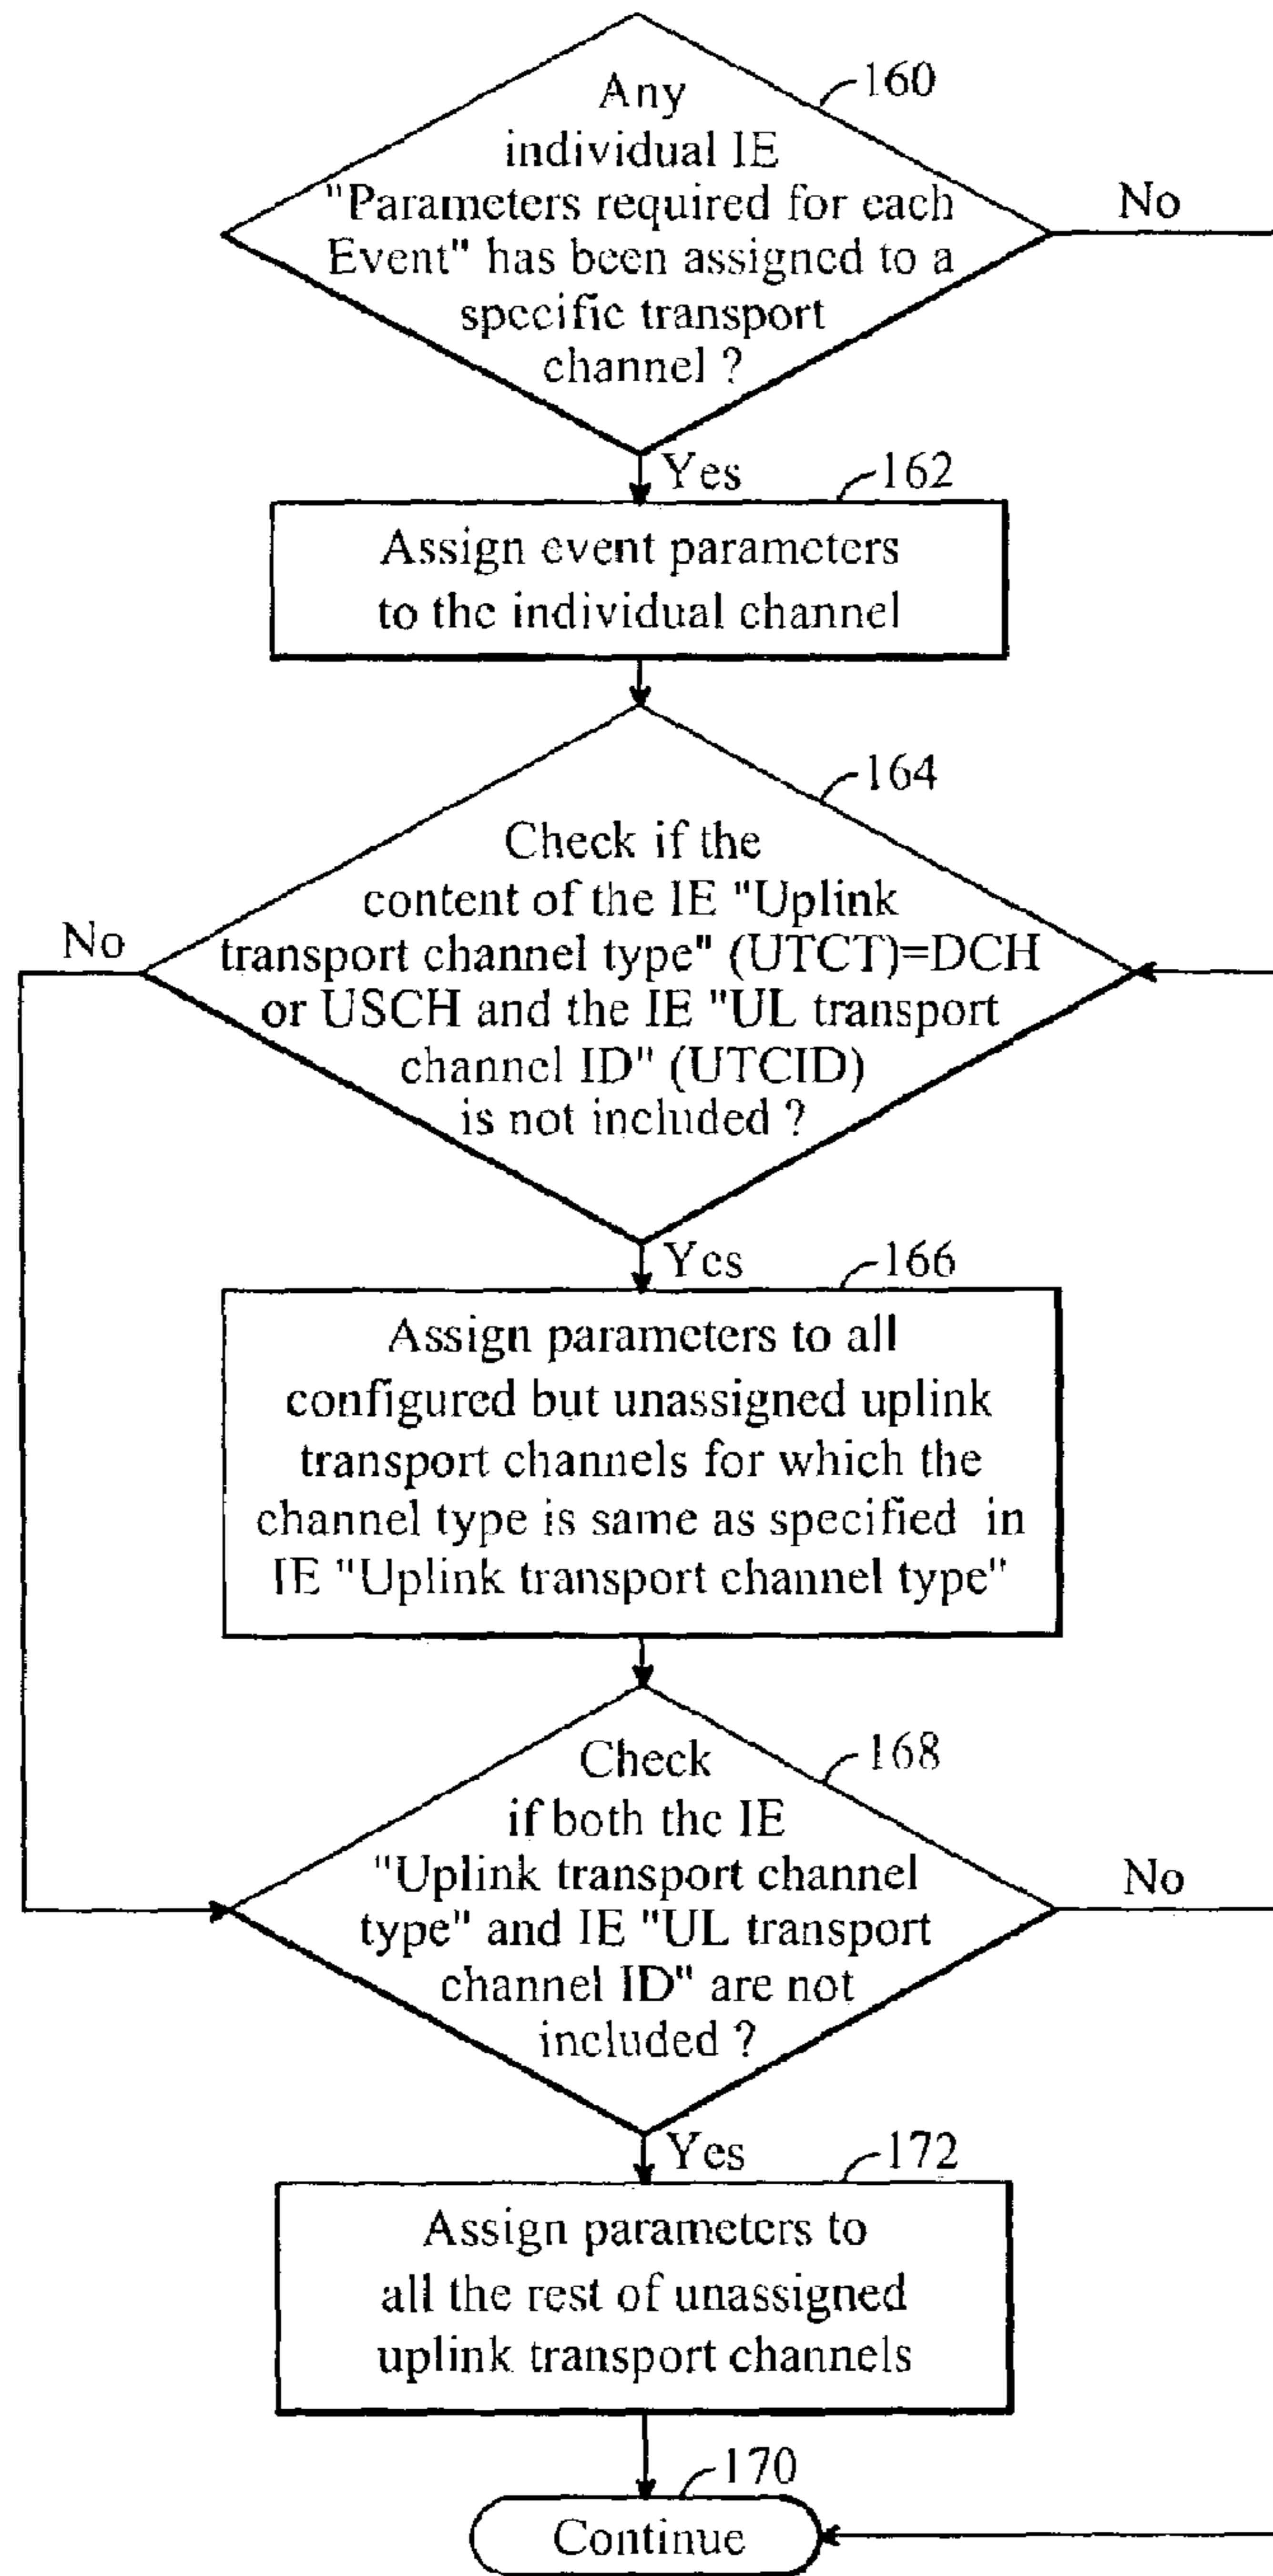 Any
individual IE
"Parameters required for each
Event" has been assigned to a
specific transport
channel ?
160
No
Yes
162
Assign event parameters
to the individual channel
164
Check if the
content of the IE "Uplink
transport channel type" (UTCT)=DCH
or USCH and the IE "UL transport
channel ID" (UTCID)
is not included ?
No
Yes
166
Assign parameters to all
configured but unassigned uplink
transport channels for which the
channel type is same as specified in
IE "Uplink transport channel type"
168
Check
if both the IE
"Uplink transport channel
type" and IE "UL transport
channel ID" are not
included ?
No
Yes
172
Assign parameters to
all the rest of unassigned
uplink transport channels
170
Continue